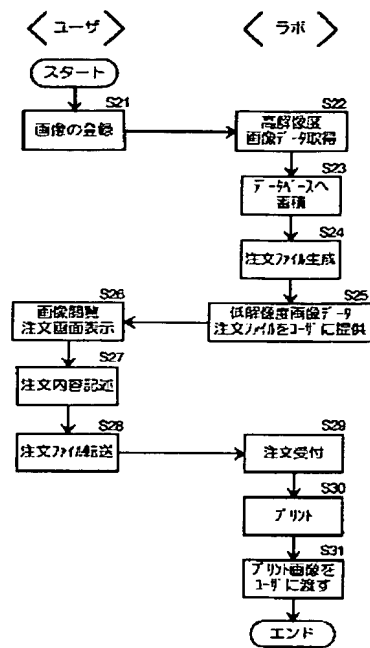 〈ユーザ〉
〈ラボ〉
スタート
S21
画像の登録
S22
高解像度
画像データ取得
S23
データベースへ
蓄積
S24
注文ファイル生成
S25
低解像度画像データ
注文ファイルをユーザに提供
S26
画像閲覧
注文画面表示
S27
注文内容記述
S28
注文ファイル転送
S29
注文受付
S30
プリント
S31
プリント画像を
ユーザに渡す
エンド